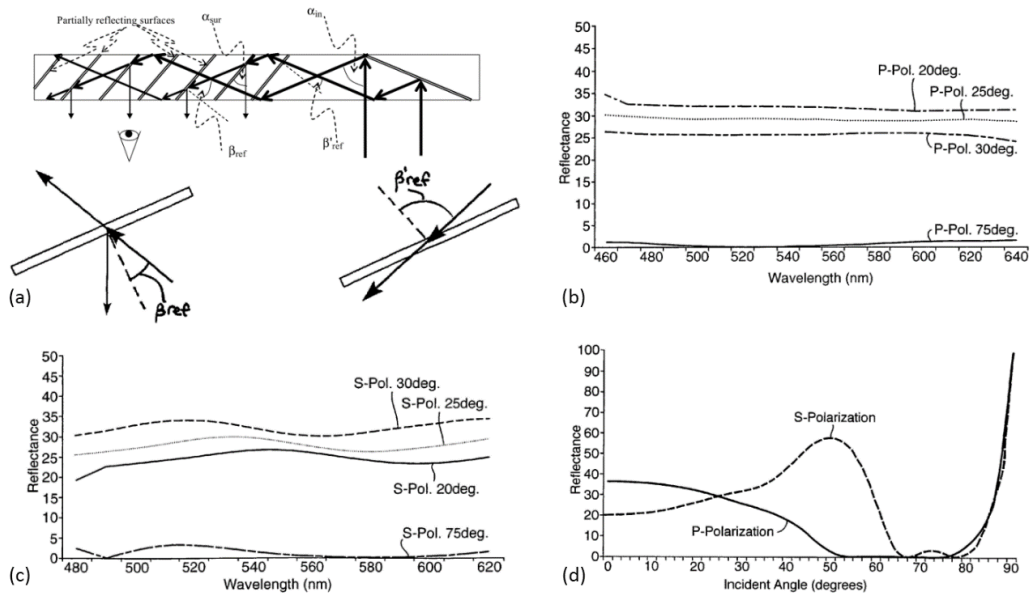 Partially reflecting surfaces
αsur
αin
βref
β'ref
βref
β'ref
(a)
50
45
40
35
30
25
20
15
10
5
0
Reflectance
P-Pol. 20deg.
P-Pol. 25deg.
P-Pol. 30deg.
P-Pol. 75deg.
460 480 500 520 540 560 580 600 620 640
Wavelength (nm)
(b)
50
45
40
35
30
25
20
15
10
5
0
Reflectance
S-Pol. 30deg.
S-Pol. 25deg.
S-Pol. 20deg.
S-Pol. 75deg.
480 500 520 540 560 580 600 620
Wavelength (nm)
(c)
100
90
80
70
60
50
40
30
20
10
0
Reflectance
S-Polarization
P-Polarization
0 10 20 30 40 50 60 70 80 90
Incident Angle (degrees)
(d)